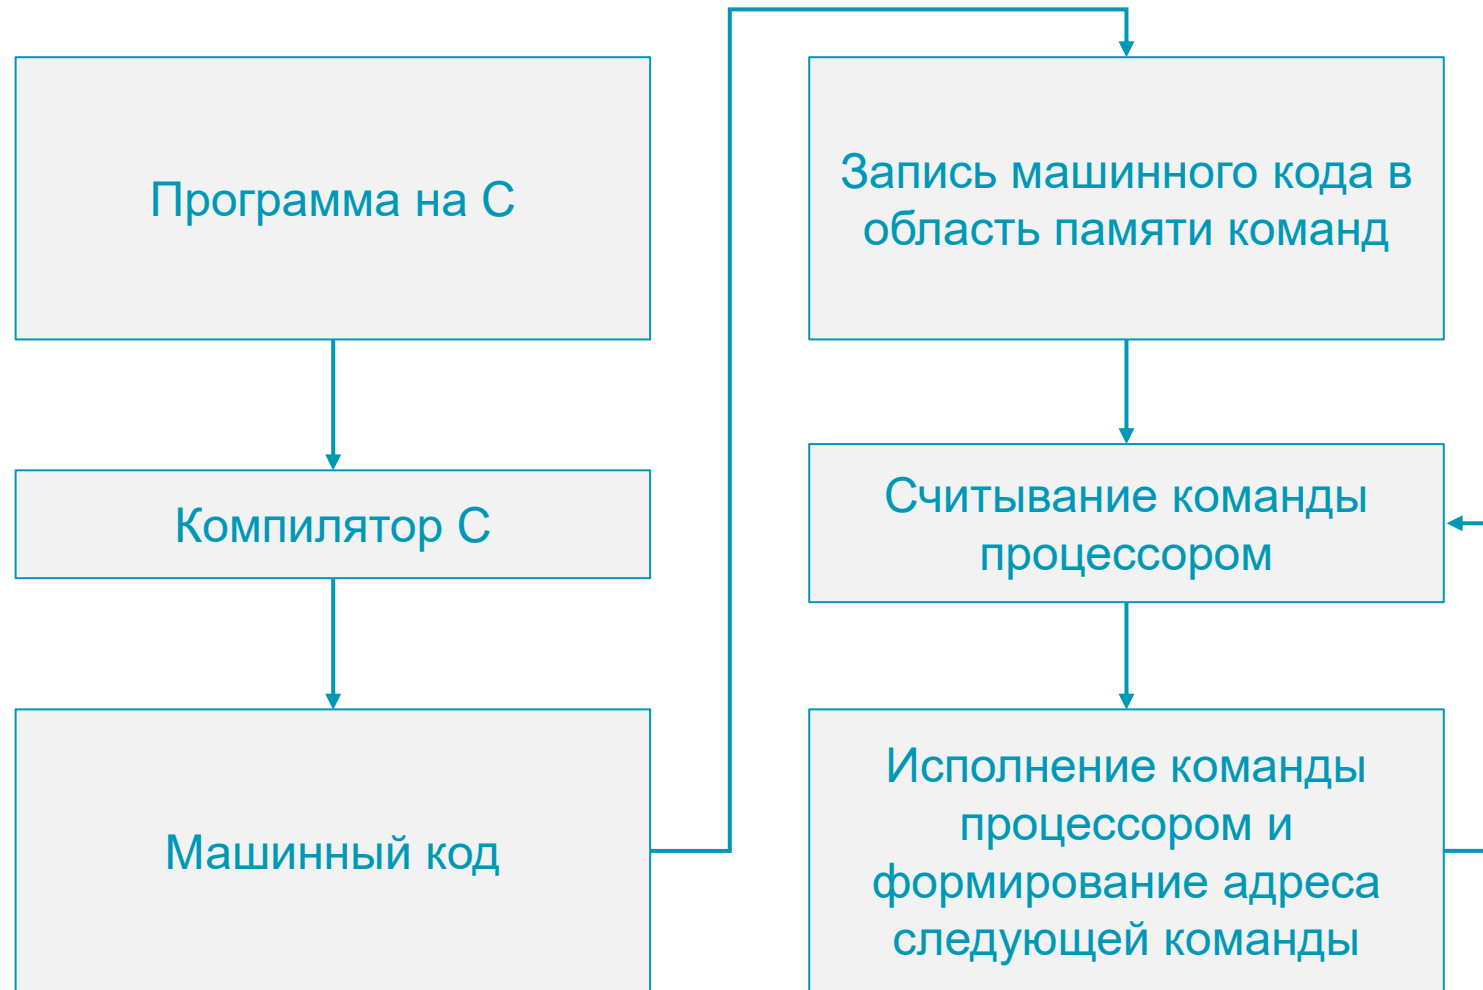 Программа на С
Компилятор С
Машинный код
Запись машинного кода в
область памяти команд
Считывание команды
процессором
Исполнение команды
процессором и
формирование адреса
следующей команды